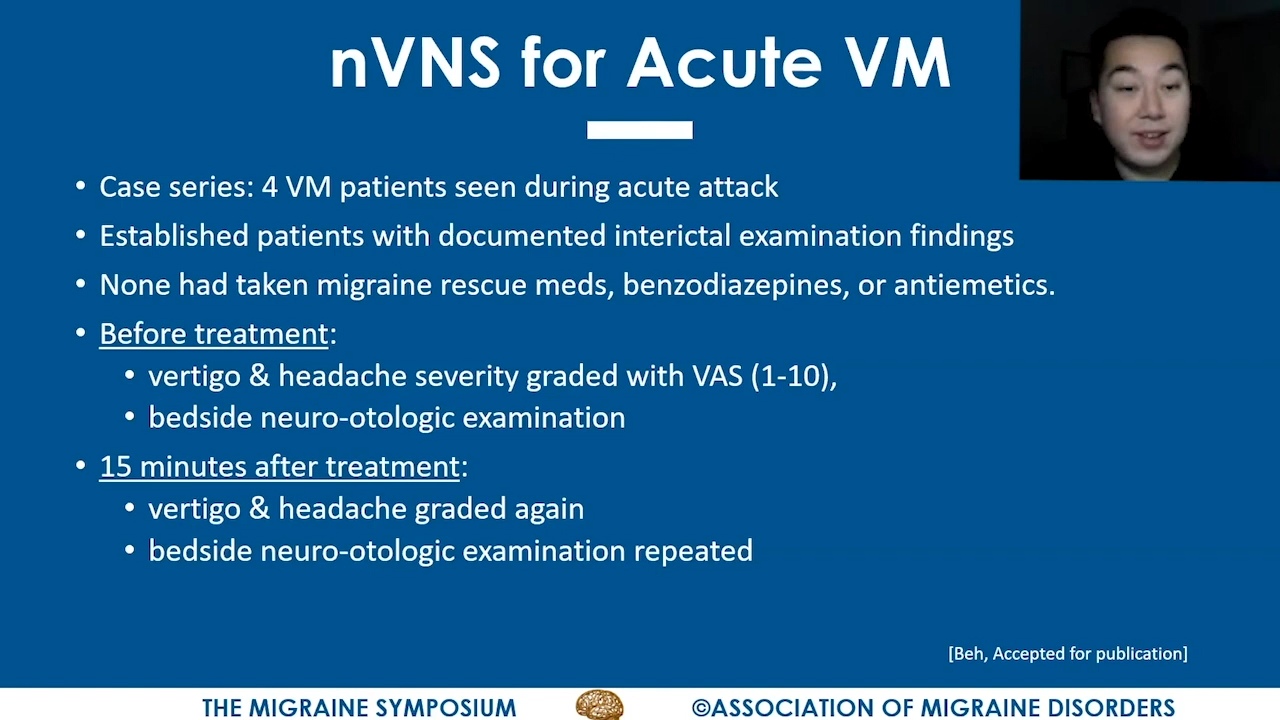 nVNS for Acute VM
• Case series: 4 VM patients seen during acute attack
• Established patients with documented interictal examination findings
• None had taken migraine rescue meds, benzodiazepines, or antiemetics.
• Before treatment:
• vertigo & headache severity graded with VAS (1-10),
• bedside neuro-otologic examination
• 15 minutes after treatment:
• vertigo & headache graded again
• bedside neuro-otologic examination repeated
[Beh, Accepted for publication]
THE MIGRAINE SYMPOSIUM
©ASSOCIATION OF MIGRAINE DISORDERS